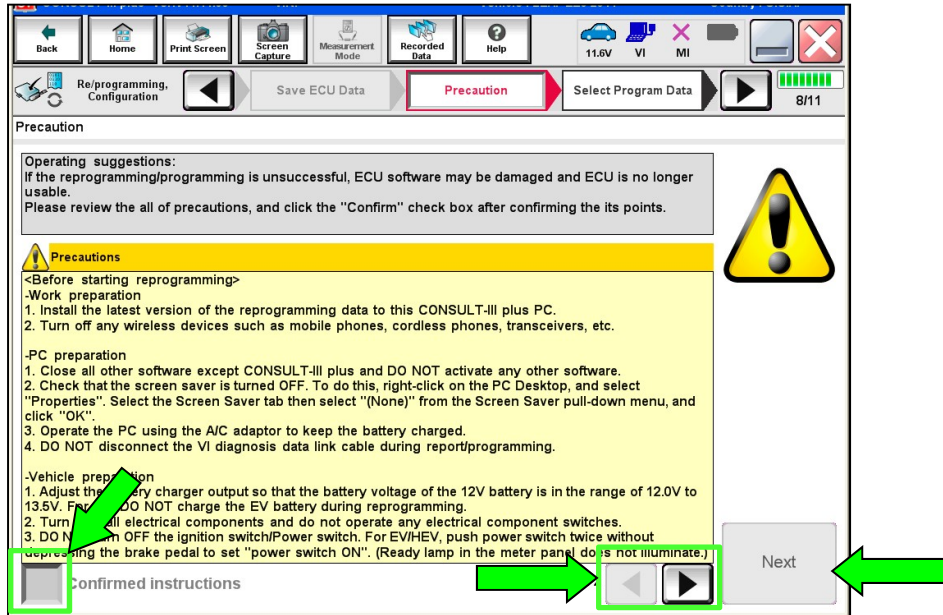 Back
Home
Print Screen
Screen
Capture
Measurement
Mode
Recorded
Data
Help
11.6V
VI
MI
Re/programming,
Configuration
Save ECU Data
Precaution
Select Program Data
8/11
Precaution
Operating suggestions:
If the reprogramming/programming is unsuccessful, ECU software may be damaged and ECU is no longer
usable.
Please review the all of precautions, and click the "Confirm" check box after confirming the its points.
Precautions
<Before starting reprogramming>
-Work preparation
1. Install the latest version of the reprogramming data to this CONSULT-III plus PC.
2. Turn off any wireless devices such as mobile phones, cordless phones, transceivers, etc.
-PC preparation
1. Close all other software except CONSULT-III plus and DO NOT activate any other software.
2. Check that the screen saver is turned OFF. To do this, right-click on the PC Desktop, and select
"Properties". Select the Screen Saver tab then select "(None)" from the Screen Saver pull-down menu, and
click "OK".
3. Operate the PC using the A/C adaptor to keep the battery charged.
4. DO NOT disconnect the VI diagnosis data link cable during report/programming.
-Vehicle preparation
1. Adjust the charger output so that the battery voltage of the 12V battery is in the range of 12.0V to
13.5V. DO NOT charge the EV battery during reprogramming.
2. Turn all electrical components and do not operate any electrical component switches.
3. DO OFF the ignition switch/Power switch. For EV/HEV, push power switch twice without
depressing the brake pedal to set "power switch ON". (Ready lamp in the meter panel does not illuminate.)
Confirmed instructions
Next